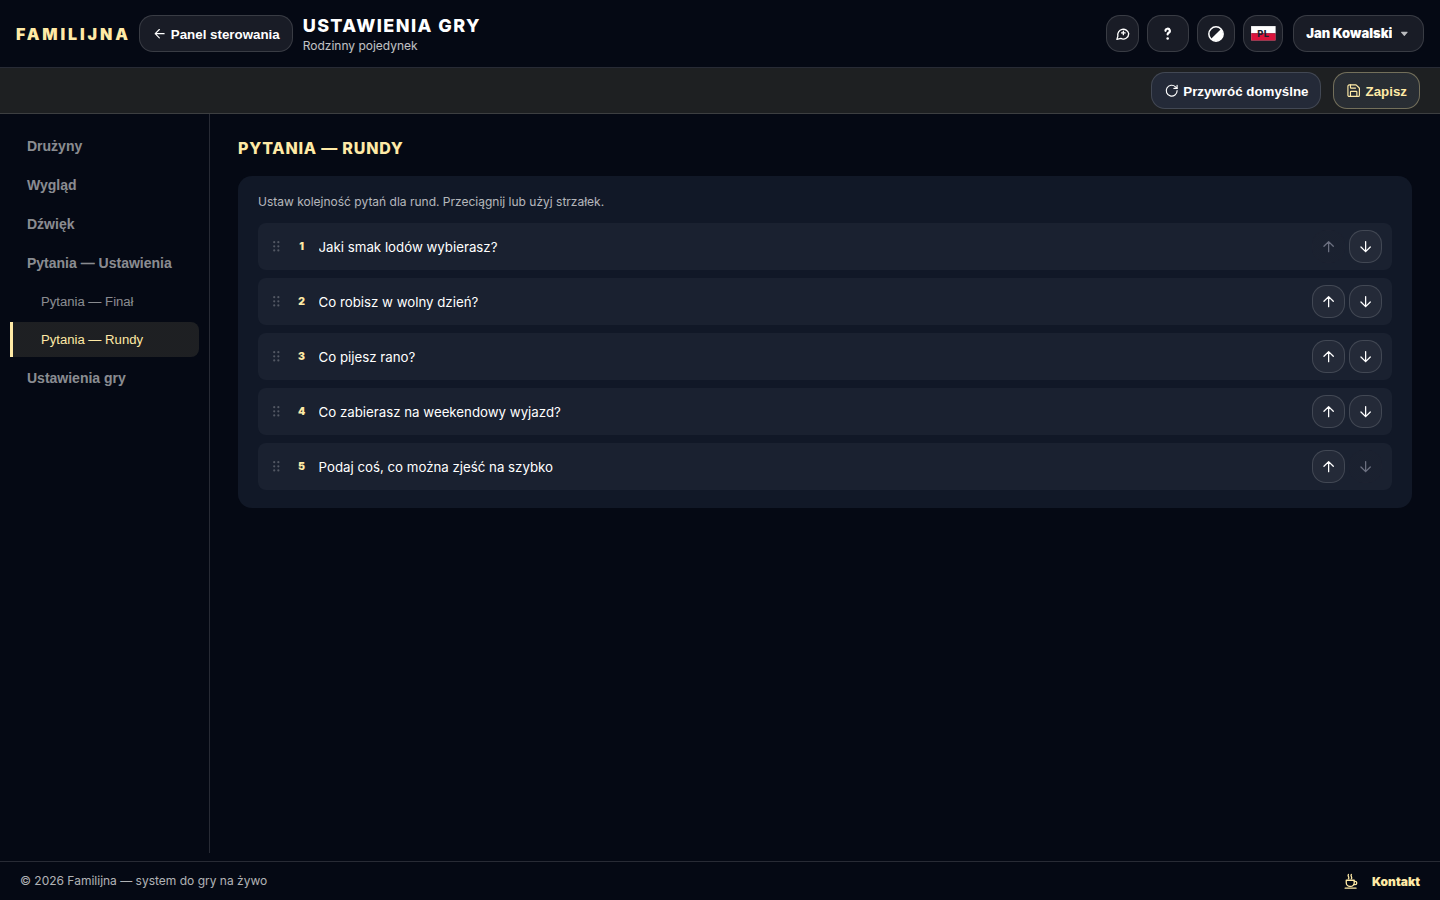 FAMILIJNA
Panel sterowania
USTAWIENIA GRY
Rodzinny pojedynek
?
PL
Jan Kowalski
Przywróć domyślne
Zapisz
Drużyny
Wygląd
Dźwięk
Pytania — Ustawienia
Pytania — Finał
Pytania — Rundy
Ustawienia gry
PYTANIA — RUNDY
Ustaw kolejność pytań dla rund. Przeciągnij lub użyj strzałek.
1 Jaki smak lodów wybierasz?
2 Co robisz w wolny dzień?
3 Co pijesz rano?
4 Co zabierasz na weekendowy wyjazd?
5 Podaj coś, co można zjeść na szybko
© 2026 Familijna — system do gry na żywo
Kontakt